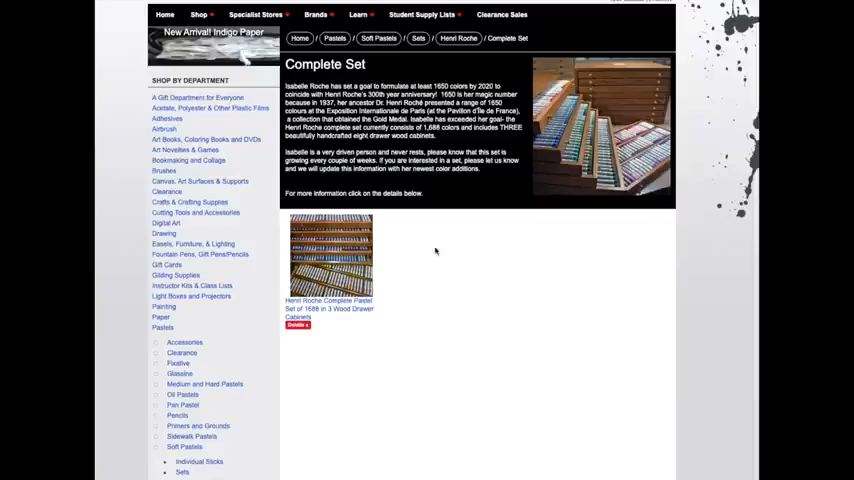 Home Shop Specialist Stores Brands Learn Student Supply Lists Clearance Sales
New Arrival! Indigo Paper
Home / Pastels / Soft Pastels / Sets / Henri Roche / Complete Set
Complete Set
Isabelle Roche has set a goal to formulate at least 1650 colors by 2020 to
coincide with Henri Roche's 300th year anniversary! 1650 is her magic number
because in 1937, her ancestor Dr. Henri Roché presented a range of 1650
colours at the Exposition Internationale de Paris (at the Pavilion d'Île de France),
a collection that obtained the Gold Medal. Isabelle has exceeded her goal- the
Henri Roche complete set currently consists of 1,688 colors and includes THREE
beautifully handcrafted eight drawer wood cabinets.
Isabelle is a very driven person and never rests, please know that this set is
growing every couple of weeks. If you are interested in a set, please let us know
and we will update this information with her newest color additions.
For more information click on the details below.
Henri Roche Complete Pastel
Set of 1688 in 3 Wood Drawer
Cabinets
Details »
SHOP BY DEPARTMENT
A Gift Department for Everyone
Acetate, Polyester & Other Plastic Films
Adhesives
Airbrush
Art Books, Coloring Books and DVDs
Art Novelties & Games
Bookmaking and Collage
Brushes
Canvas, Art Surfaces & Supports
Clearance
Crafts & Crafting Supplies
Cutting Tools and Accessories
Digital Art
Drawing
Easels, Furniture, & Lighting
Fountain Pens, Gift Pens/Pencils
Gift Cards
Gilding Supplies
Instructor Kits & Class Lists
Light Boxes and Projectors
Painting
Paper
Pastels
Accessories
Clearance
Fixative
Glassine
Medium and Hard Pastels
Oil Pastels
Pan Pastel
Pencils
Primers and Grounds
Sidewalk Pastels
Soft Pastels
Individual Sticks
Sets